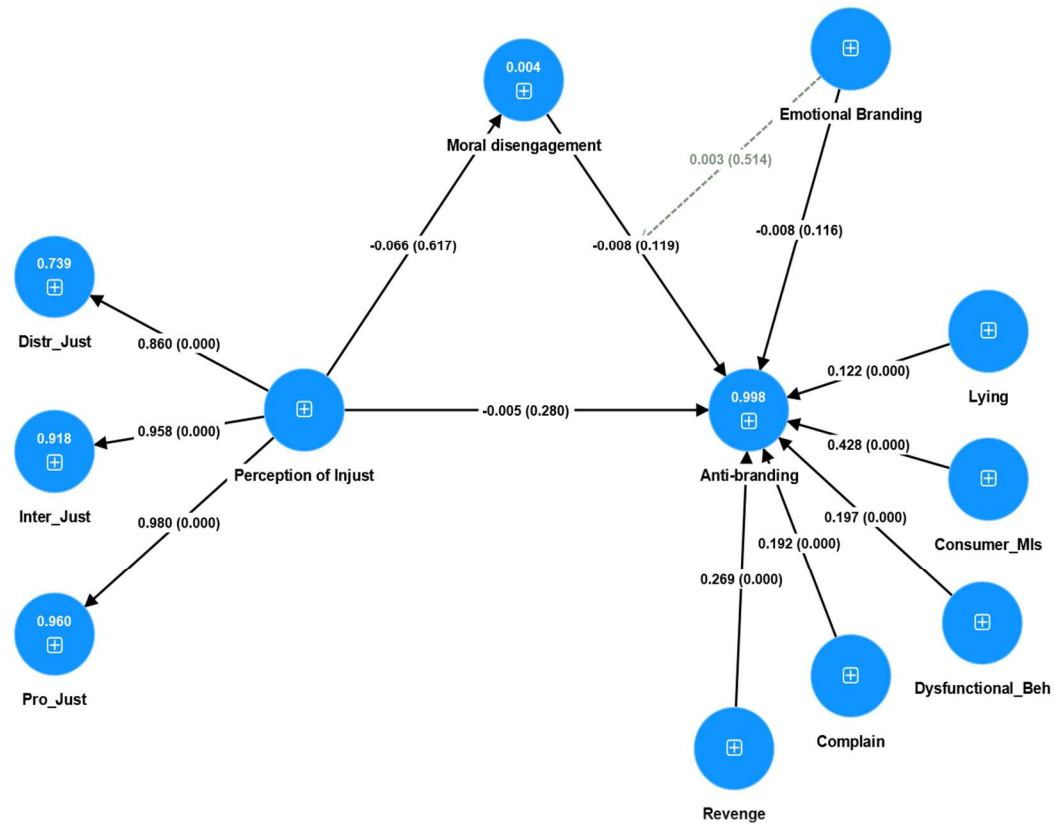 0.004
Moral disengagement
Emotional Branding
0.003 (0.514)
-0.066 (0.617)
-0.008 (0.119)
-0.008 (0.116)
0.739
Distr_Just
0.860 (0.000)
Lying
0.122 (0.000)
0.918
Inter_Just
0.958 (0.000)
Perception of Injust
-0.005 (0.280)
0.998
Anti-branding
0.428 (0.000)
Consumer_MIs
0.980 (0.000)
0.197 (0.000)
0.192 (0.000)
0.269 (0.000)
0.960
Pro_Just
Dysfunctional_Beh
Complain
Revenge